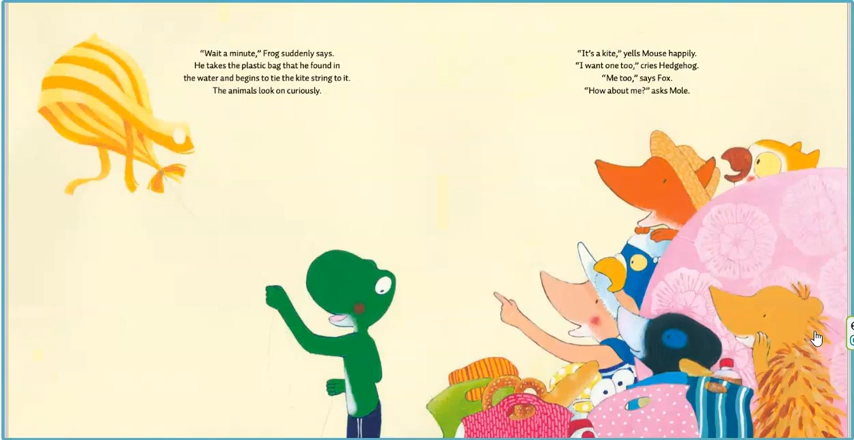 “Wait a minute,” Frog suddenly says.
He takes the plastic bag that he found in
the water and begins to tie the kite string to it.
The animals look on curiously.
“It’s a kite,” yells Mouse happily.
“I want one too,” cries Hedgehog.
“Me too,” says Fox.
“How about me?” asks Mole.